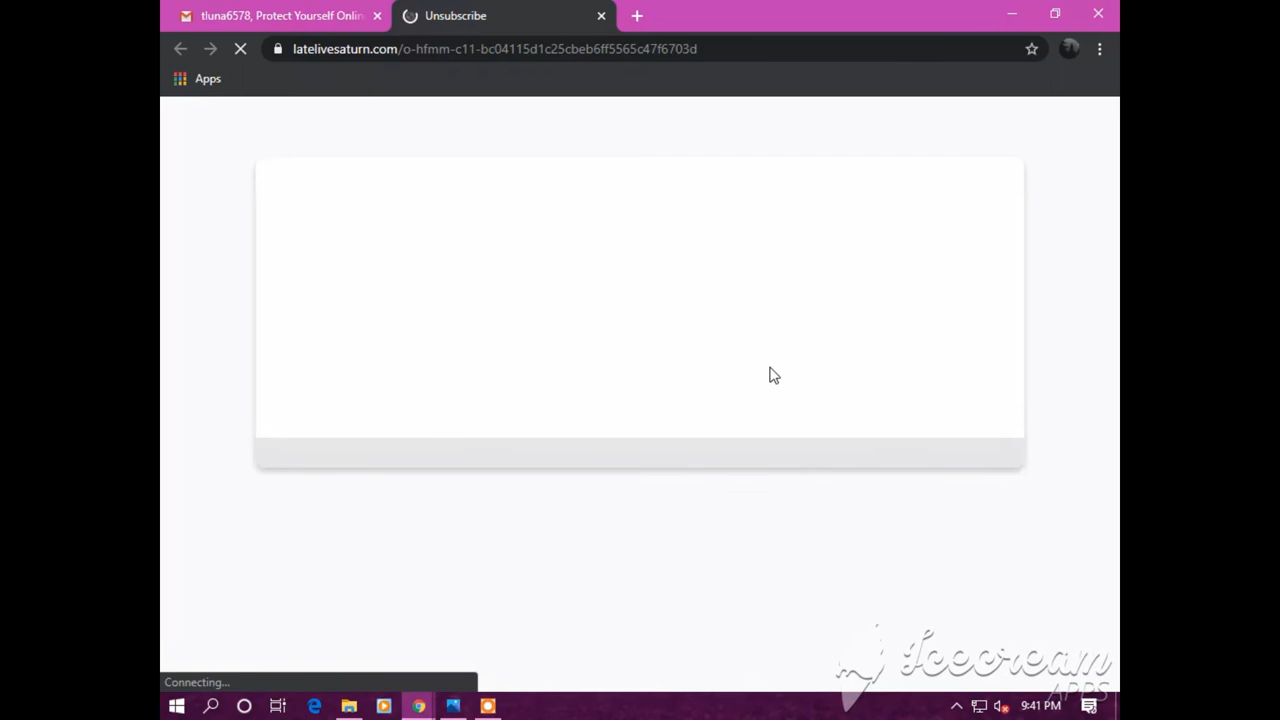 tluna6578, Protect Yourself Onlin
Unsubscribe
latelivesaturn.com/o-hfmm-c11-bc04115d1c25cbeb6ff5565c47f6703d
Apps
Connecting...
Icecream
APPS
9:41 PM